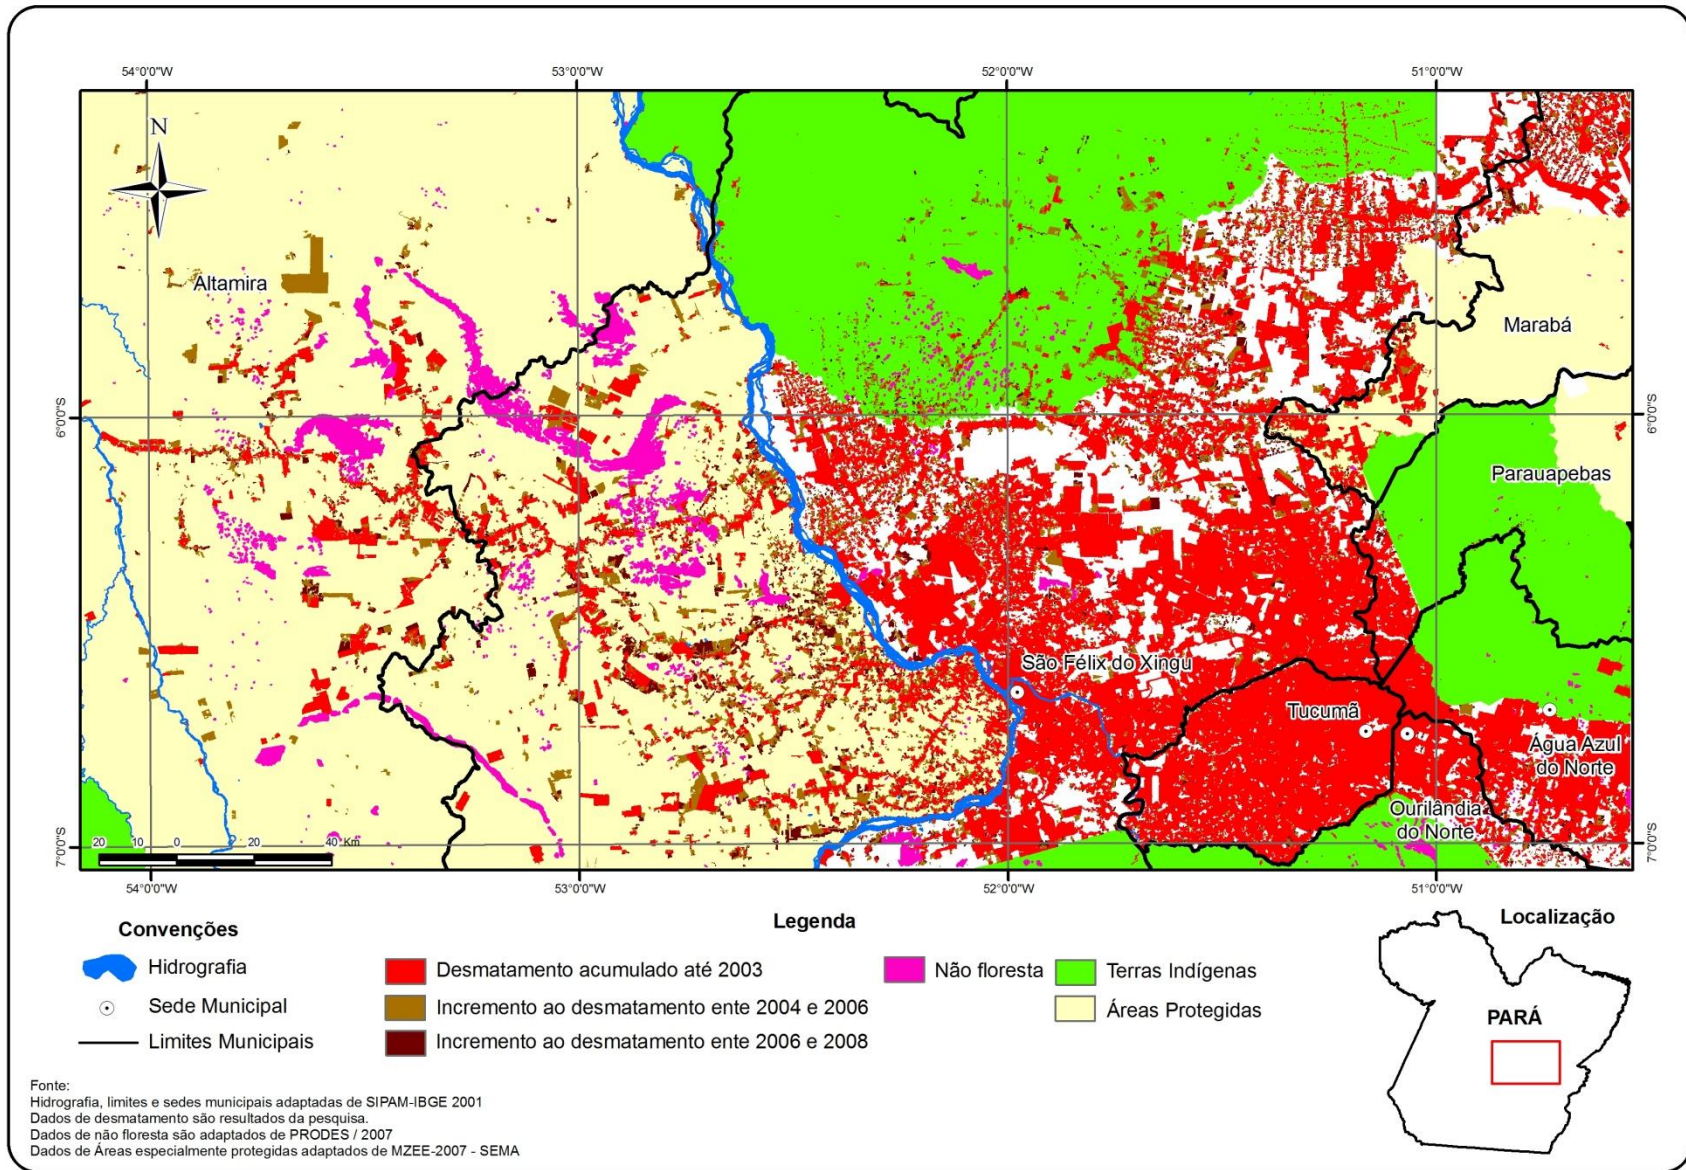 54°0'0"W
53°0'0"W
52°0'0"W
51°0'0"W
N
Altamira
Marabá
6°0'0"S
6°0'0"S
Parauapebas
São Félix do Xingu
Tucumã
Água Azul
do Norte
Ourilândia
do Norte
20 10 0 20 40 Km
7°0'0"S
7°0'0"S
54°0'0"W
53°0'0"W
52°0'0"W
51°0'0"W
Convenções
Hidrografia
Sede Municipal
Limites Municipais
Legenda
Desmatamento acumulado até 2003
Incremento ao desmatamento ente 2004 e 2006
Incremento ao desmatamento ente 2006 e 2008
Não floresta
Terras Indígenas
Áreas Protegidas
Localização
PARÁ
Fonte:
Hidrografia, limites e sedes municipais adaptadas de SIPAM-IBGE 2001
Dados de desmatamento são resultados da pesquisa.
Dados de não floresta são adaptados de PRODES / 2007
Dados de Áreas especialmente protegidas adaptados de MZEE-2007 - SEMA